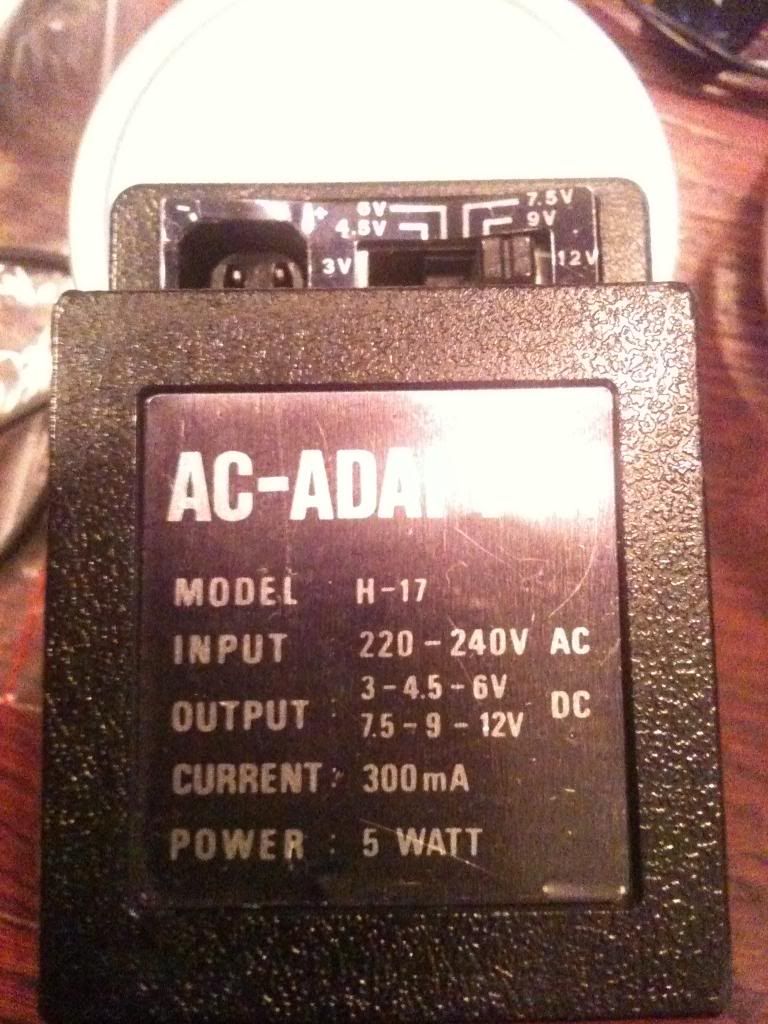 - +
6V 7.5V
4.5V 9V
3V 12V
AC-ADA
MODEL H-17
INPUT 220 - 240V AC
OUTPUT : 3 - 4.5 - 6V DC
7.5 - 9 - 12V
CURRENT : 300mA
POWER : 5 WATT